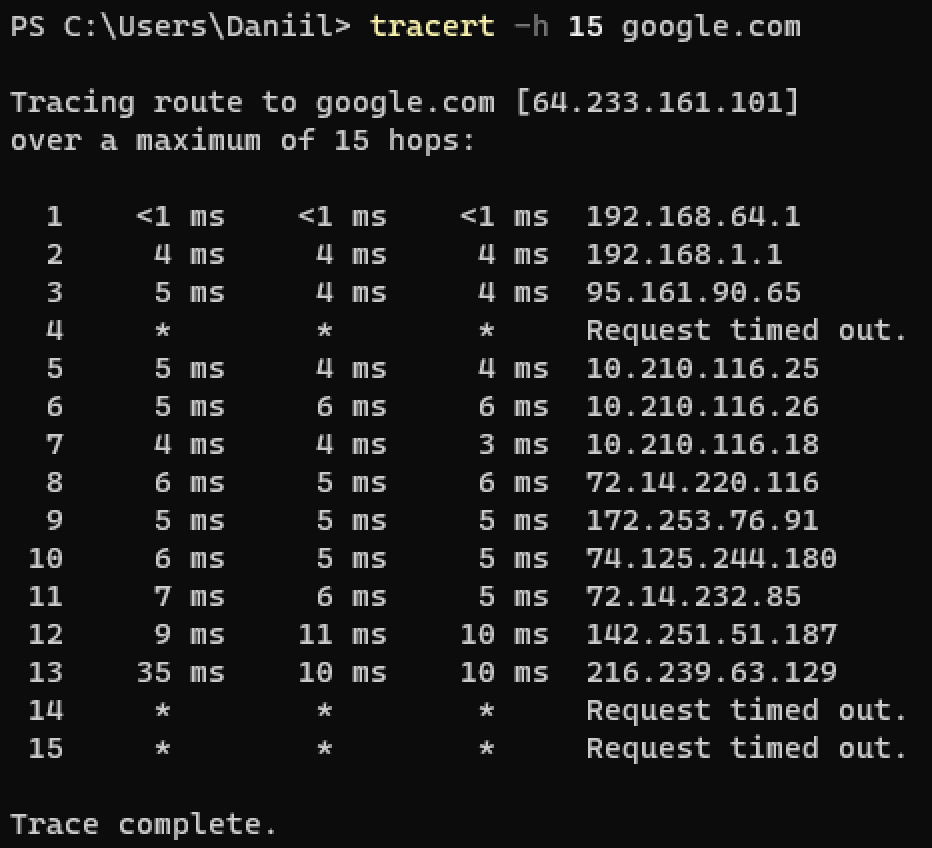 PS C:\Users\Daniil> tracert -h 15 google.com
Tracing route to google.com [64.233.161.101]
over a maximum of 15 hops:
1 <1 ms <1 ms <1 ms 192.168.64.1
2 4 ms 4 ms 4 ms 192.168.1.1
3 5 ms 4 ms 4 ms 95.161.90.65
4 * * * Request timed out.
5 5 ms 4 ms 4 ms 10.210.116.25
6 5 ms 6 ms 6 ms 10.210.116.26
7 4 ms 4 ms 3 ms 10.210.116.18
8 6 ms 5 ms 6 ms 72.14.220.116
9 5 ms 5 ms 5 ms 172.253.76.91
10 6 ms 5 ms 5 ms 74.125.244.180
11 7 ms 6 ms 5 ms 72.14.232.85
12 9 ms 11 ms 10 ms 142.251.51.187
13 35 ms 10 ms 10 ms 216.239.63.129
14 * * * Request timed out.
15 * * * Request timed out.
Trace complete.